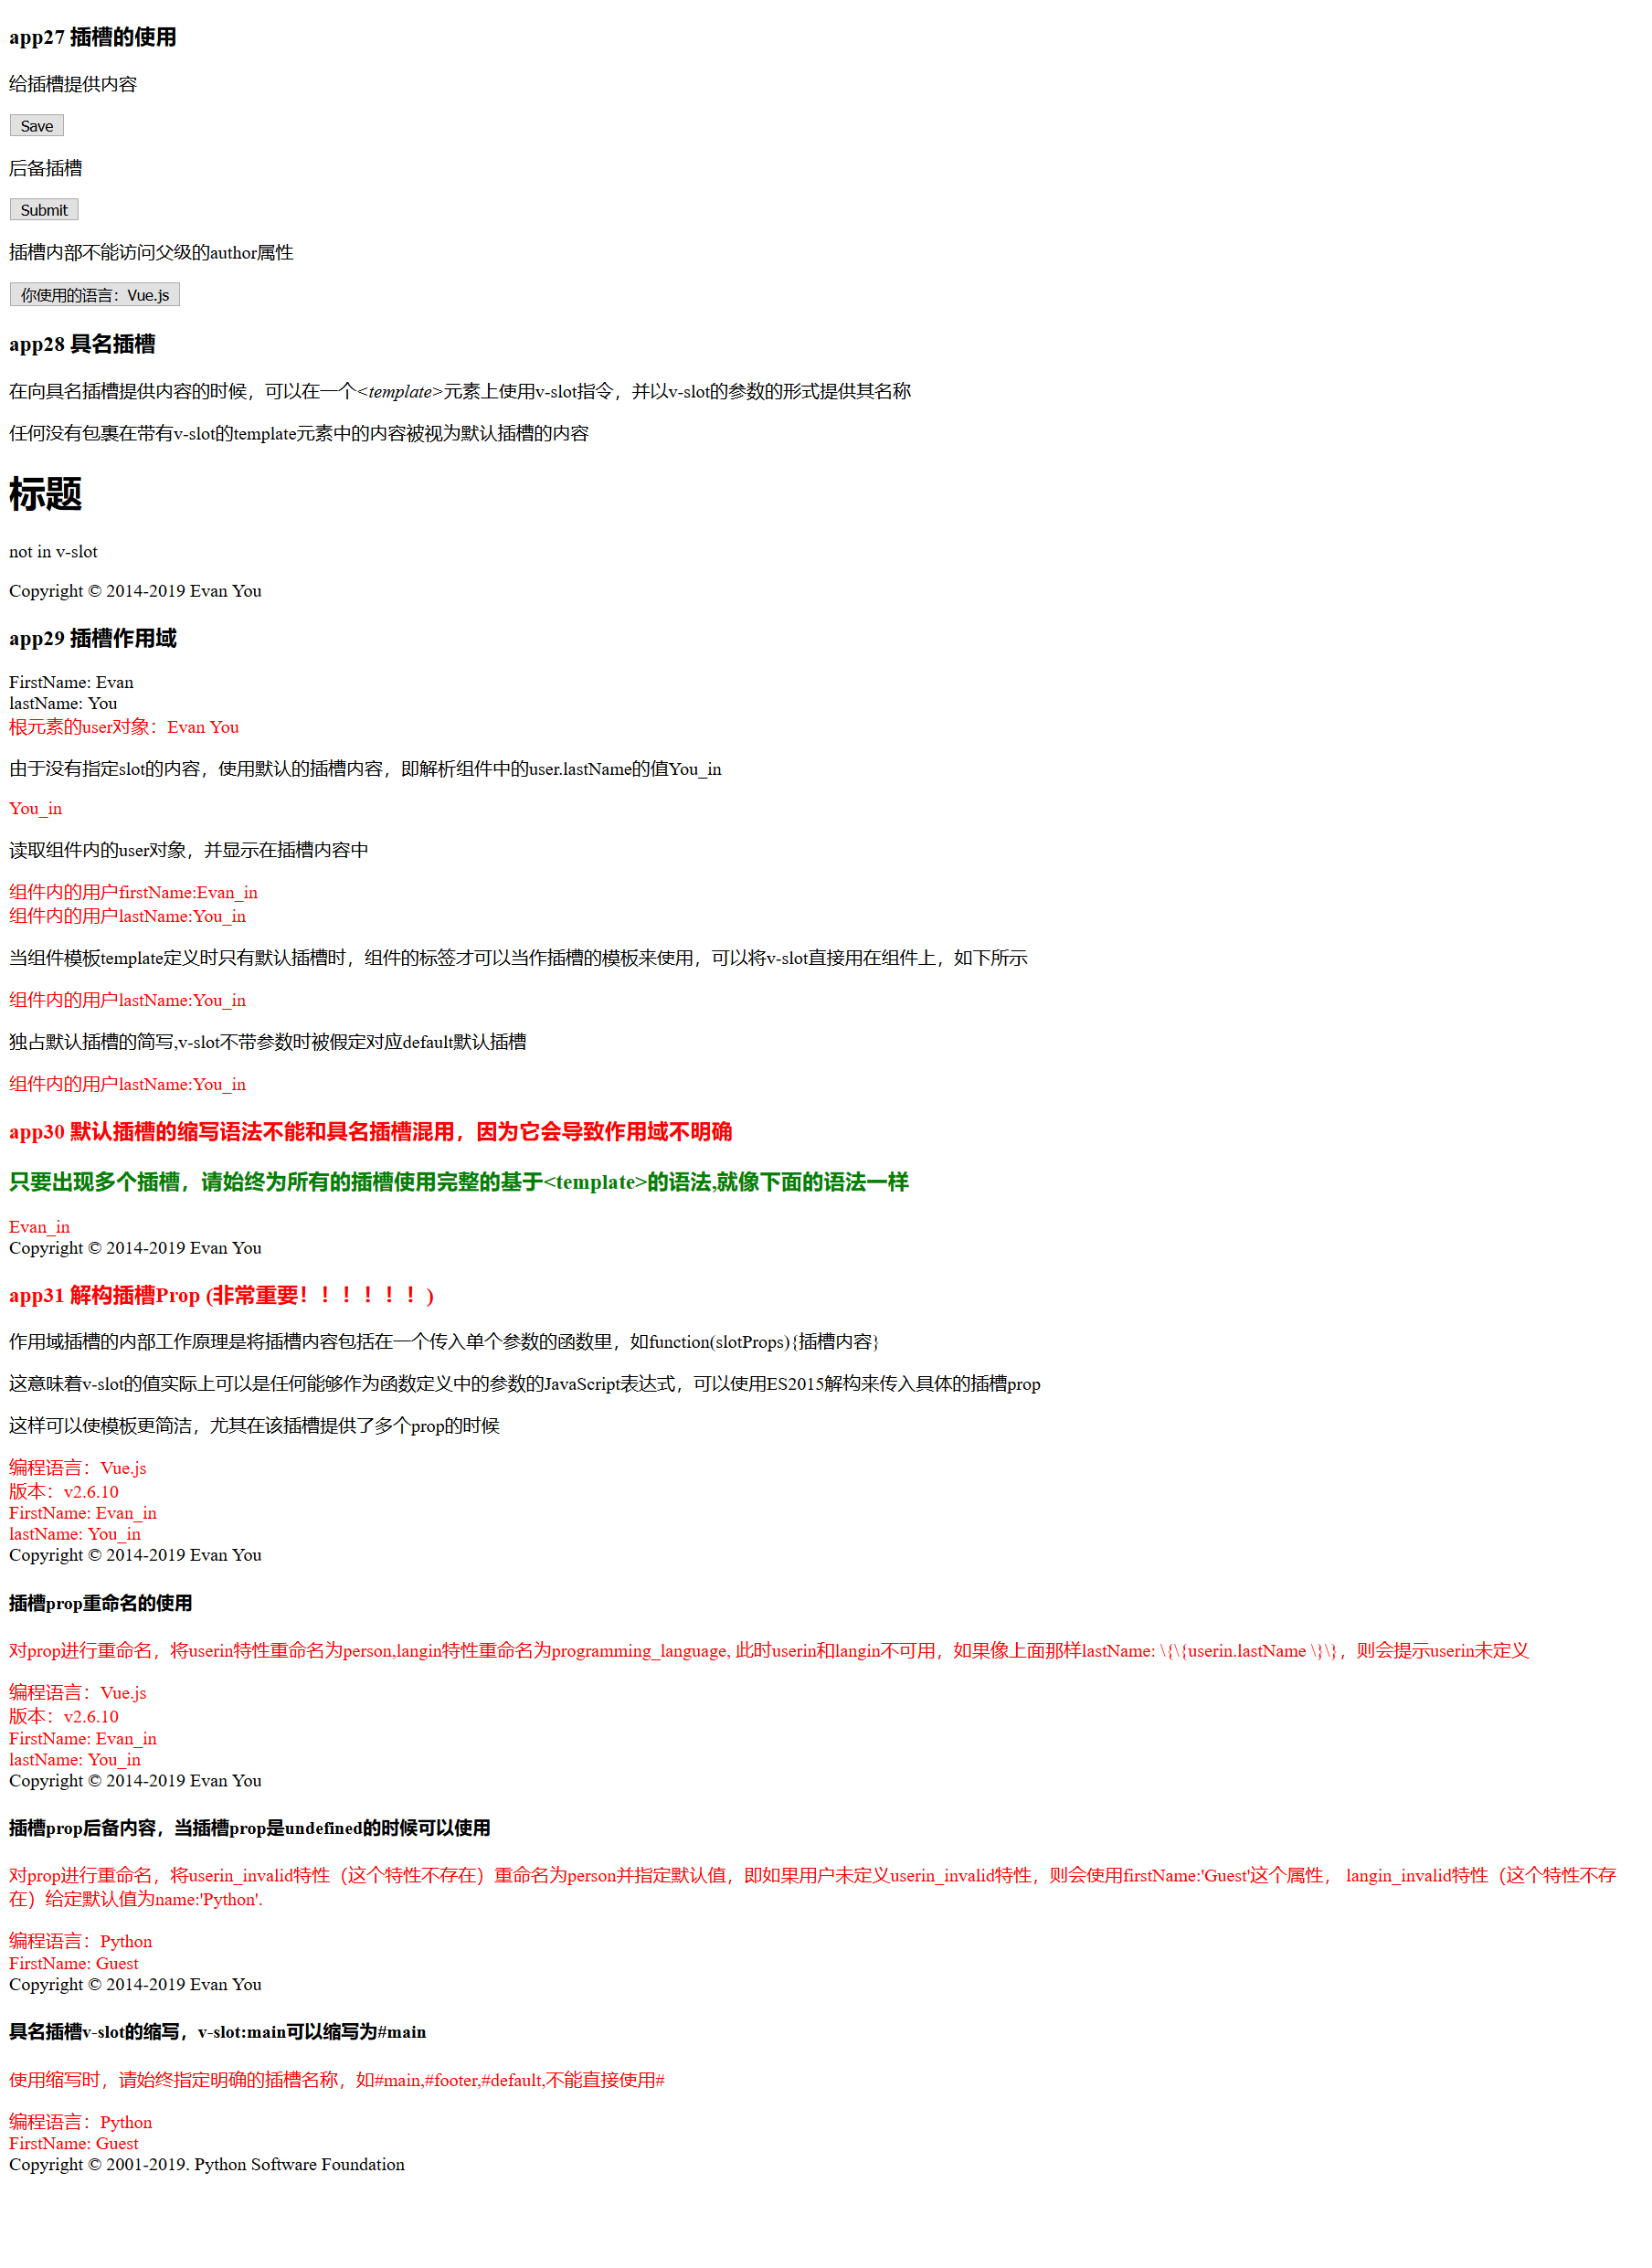 app27 插槽的使用
给插槽提供内容
Save
后备插槽
Submit
插槽内部不能访问父级的author属性
你使用的语言：Vue.js
app28 具名插槽
在向具名插槽提供内容的时候，可以在一个<template>元素上使用v-slot指令，并以v-slot的参数的形式提供其名称
任何没有包裹在带有v-slot的template元素中的内容被视为默认插槽的内容
标题
not in v-slot
Copyright © 2014-2019 Evan You
app29 插槽作用域
FirstName: Evan
lastName: You
根元素的user对象：Evan You
由于没有指定slot的内容，使用默认的插槽内容，即解析组件中的user.lastName的值You_in
You_in
读取组件内的user对象，并显示在插槽内容中
组件内的用户firstName:Evan_in
组件内的用户lastName:You_in
当组件模板template定义时只有默认插槽时，组件的标签才可以当作插槽的模板来使用，可以将v-slot直接用在组件上，如下所示
组件内的用户lastName:You_in
独占默认插槽的简写,v-slot不带参数时被假定对应default默认插槽
组件内的用户lastName:You_in
app30 默认插槽的缩写语法不能和具名插槽混用，因为它会导致作用域不明确
只要出现多个插槽，请始终为所有的插槽使用完整的基于<template>的语法,就像下面的语法一样
Evan_in
Copyright © 2014-2019 Evan You
app31 解构插槽Prop (非常重要！！！！！！)
作用域插槽的内部工作原理是将插槽内容包括在一个传入单个参数的函数里，如function(slotProps){插槽内容}
这意味着v-slot的值实际上可以是任何能够作为函数定义中的参数的JavaScript表达式，可以使用ES2015解构来传入具体的插槽prop
这样可以使模板更简洁，尤其在该插槽提供了多个prop的时候
编程语言：Vue.js
版本：v2.6.10
FirstName: Evan_in
lastName: You_in
Copyright © 2014-2019 Evan You
插槽prop重命名的使用
对prop进行重命名，将userin特性重命名为person,langin特性重命名为programming_language, 此时userin和langin不可用，如果像上面那样lastName: \{\{userin.lastName \}\}，则会提示userin未定义
编程语言：Vue.js
版本：v2.6.10
FirstName: Evan_in
lastName: You_in
Copyright © 2014-2019 Evan You
插槽prop后备内容，当插槽prop是undefined的时候可以使用
对prop进行重命名，将userin_invalid特性（这个特性不存在）重命名为person并指定默认值，即如果用户未定义userin_invalid特性，则会使用firstName:'Guest'这个属性， langin_invalid特性（这个特性不存
在）给定默认值为name:'Python'.
编程语言：Python
FirstName: Guest
Copyright © 2014-2019 Evan You
具名插槽v-slot的缩写，v-slot:main可以缩写为#main
使用缩写时，请始终指定明确的插槽名称，如#main,#footer,#default,不能直接使用#
编程语言：Python
FirstName: Guest
Copyright © 2001-2019. Python Software Foundation